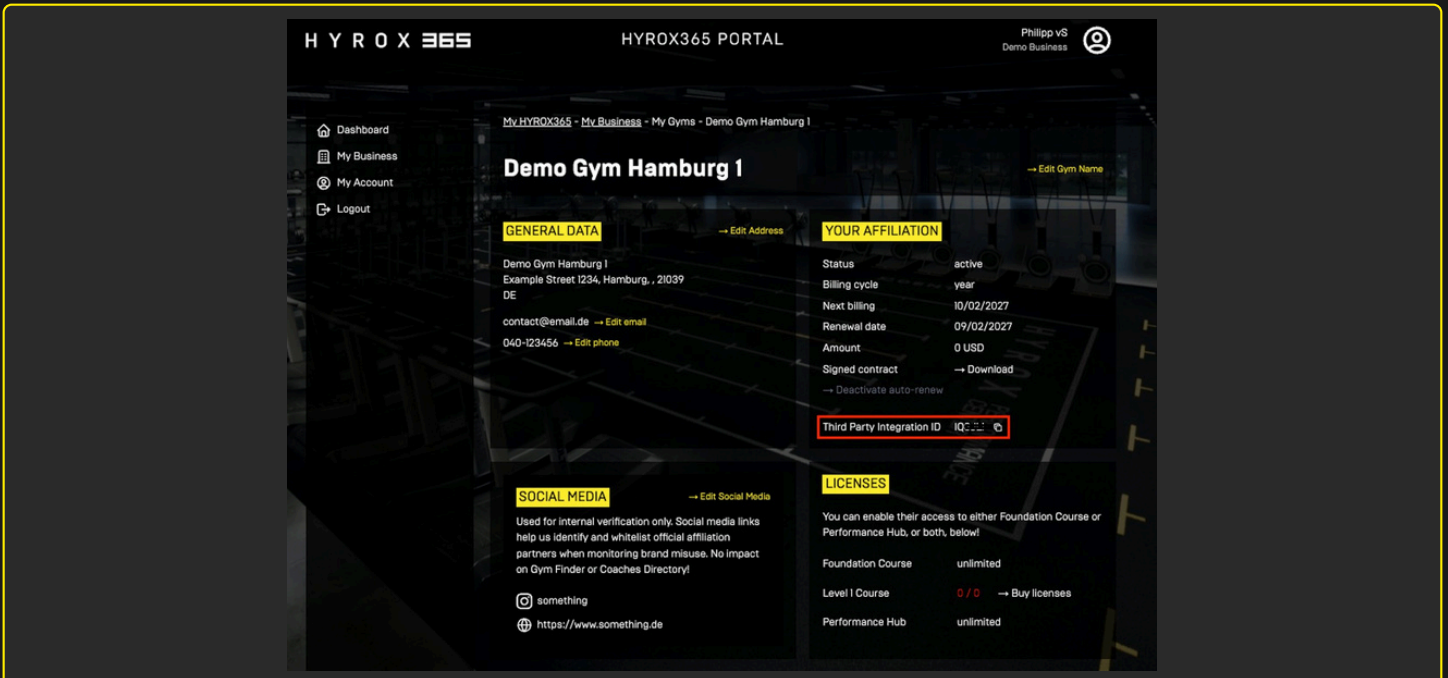 HYROX 365
HYROX365 PORTAL
Philipp vS
Demo Business
Dashboard
My Business
My Account
Logout
My HYROX365 - My Business - My Gyms - Demo Gym Hamburg 1
Demo Gym Hamburg 1
→ Edit Gym Name
GENERAL DATA
→ Edit Address
Demo Gym Hamburg 1
Example Street 1234, Hamburg, , 21039
DE
contact@email.de → Edit email
040-123456 → Edit phone
YOUR AFFILIATION
Status active
Billing cycle year
Next billing 10/02/2027
Renewal date 09/02/2027
Amount 0 USD
Signed contract → Download
→ Deactivate auto-renew
Third Party Integration ID
SOCIAL MEDIA
→ Edit Social Media
Used for internal verification only. Social media links
help us identify and whitelist official affiliation
partners when monitoring brand misuse. No impact
on Gym Finder or Coaches Directory!
something
https://www.something.de
LICENSES
You can enable their access to either Foundation Course or
Performance Hub, or both, below!
Foundation Course unlimited
Level 1 Course 0 / 0 → Buy licenses
Performance Hub unlimited